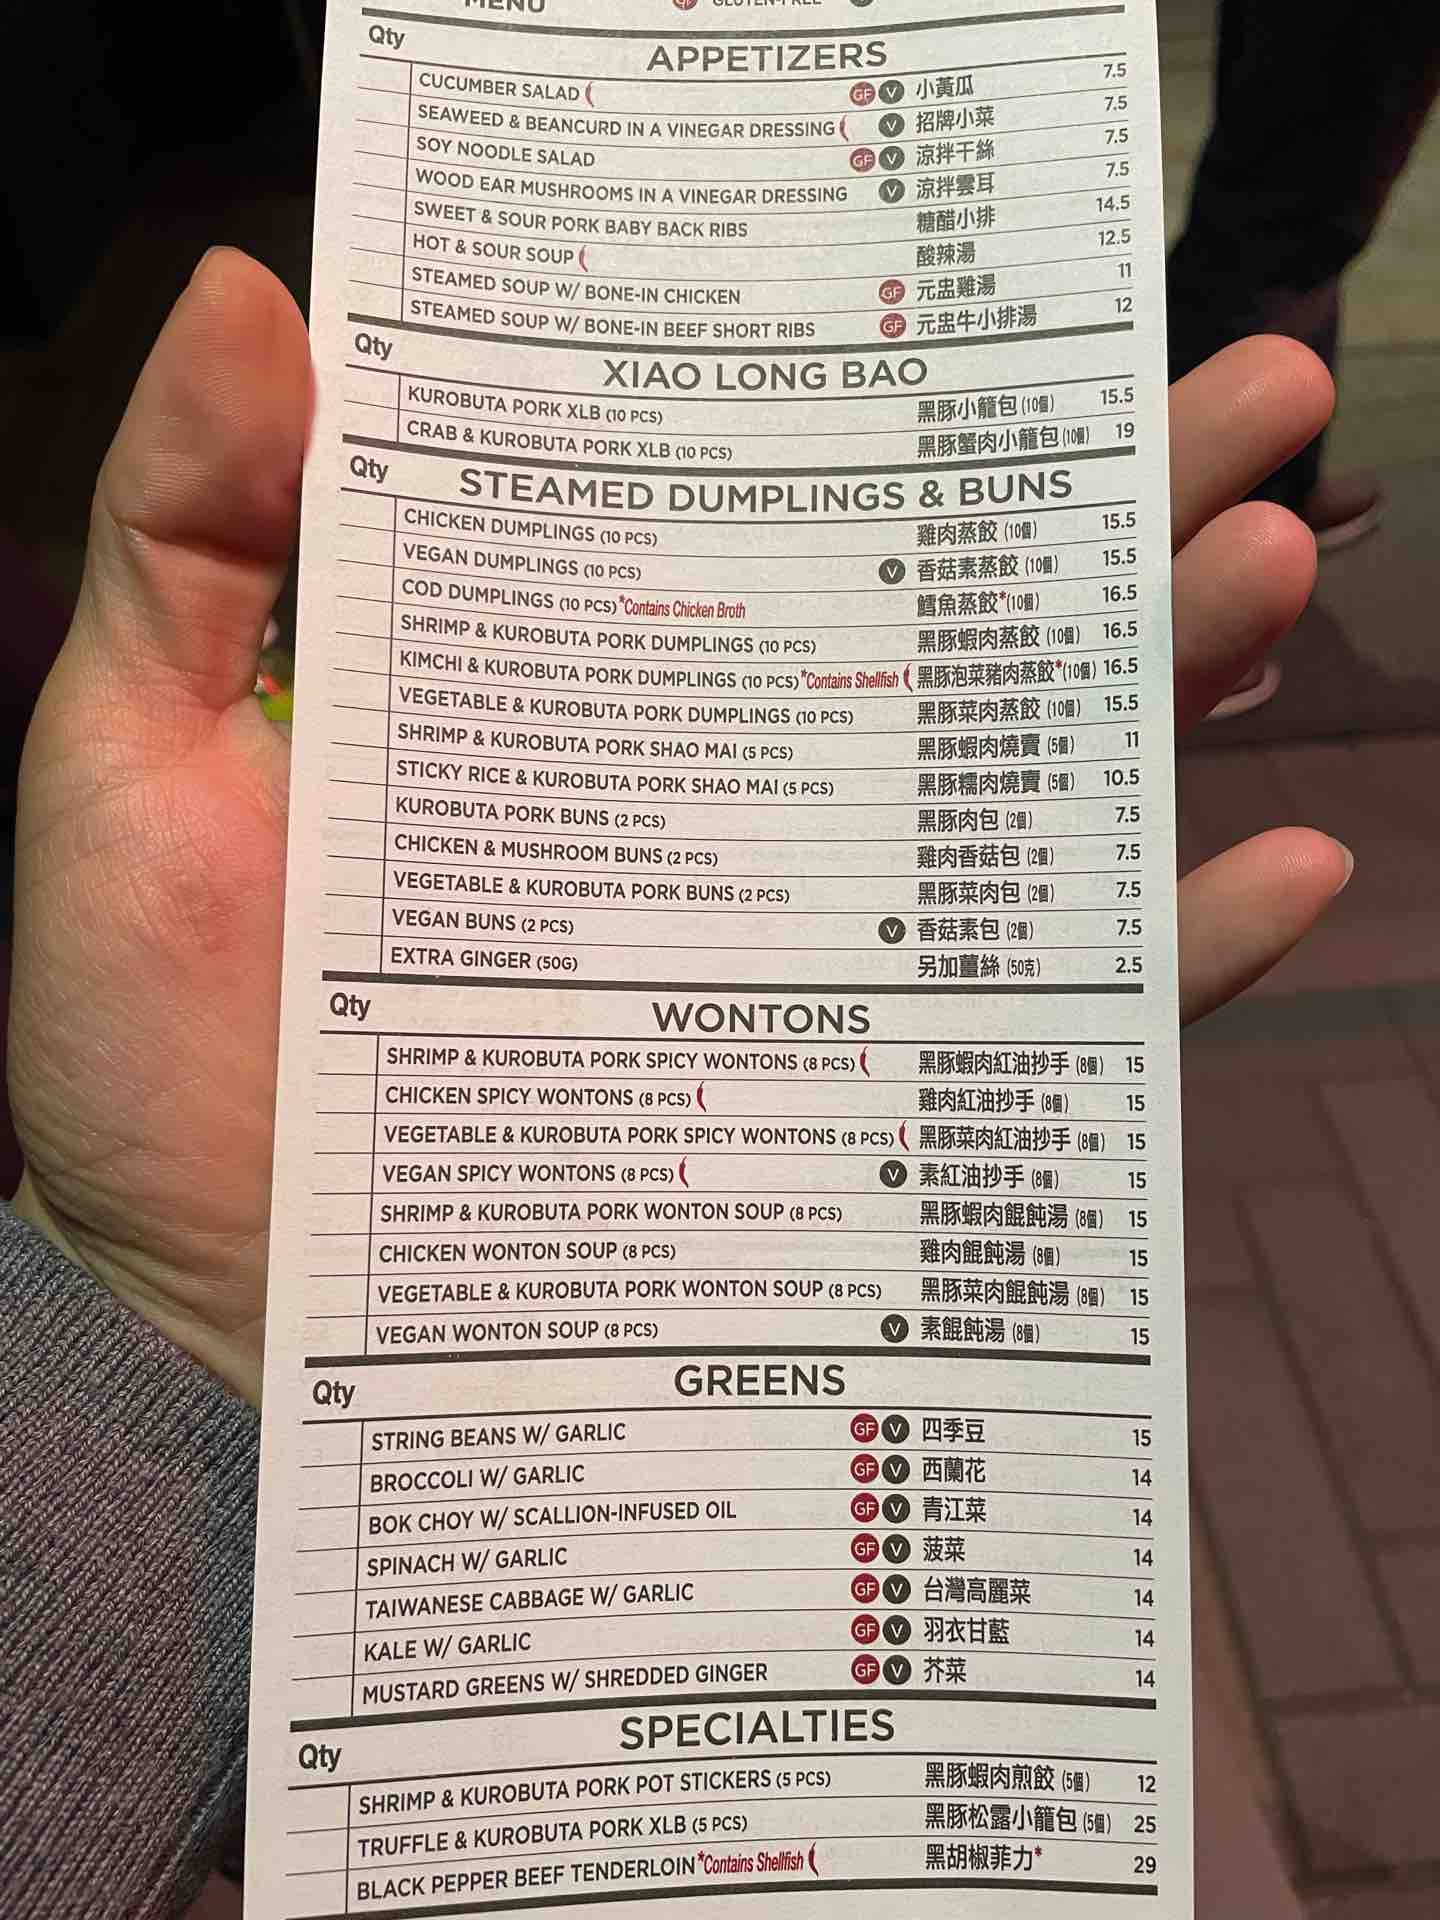 MENU GF GLUTEN-FREE
Qty APPETIZERS
CUCUMBER SALAD GF V 小黃瓜 7.5
SEAWEED & BEANCURD IN A VINEGAR DRESSING V 招牌小菜 7.5
SOY NOODLE SALAD GF V 涼拌干絲 7.5
WOOD EAR MUSHROOMS IN A VINEGAR DRESSING V 涼拌雲耳 7.5
SWEET & SOUR PORK BABY BACK RIBS 糖醋小排 14.5
HOT & SOUR SOUP 酸辣湯 12.5
STEAMED SOUP W/ BONE-IN CHICKEN GF 元盅雞湯 11
STEAMED SOUP W/ BONE-IN BEEF SHORT RIBS GF 元盅牛小排湯 12
Qty XIAO LONG BAO
KUROBUTA PORK XLB (10 PCS) 黑豚小籠包 (10個) 15.5
CRAB & KUROBUTA PORK XLB (10 PCS) 黑豚蟹肉小籠包 (10個) 19
Qty STEAMED DUMPLINGS & BUNS
CHICKEN DUMPLINGS (10 PCS) 雞肉蒸餃 (10個) 15.5
VEGAN DUMPLINGS (10 PCS) V 香菇素蒸餃 (10個) 15.5
COD DUMPLINGS (10 PCS) *Contains Chicken Broth 鱈魚蒸餃*(10個) 16.5
SHRIMP & KUROBUTA PORK DUMPLINGS (10 PCS) 黑豚蝦肉蒸餃 (10個) 16.5
KIMCHI & KUROBUTA PORK DUMPLINGS (10 PCS) *Contains Shellfish 黑豚泡菜豬肉蒸餃*(10個) 16.5
VEGETABLE & KUROBUTA PORK DUMPLINGS (10 PCS) 黑豚菜肉蒸餃 (10個) 15.5
SHRIMP & KUROBUTA PORK SHAO MAI (5 PCS) 黑豚蝦肉燒賣 (5個) 11
STICKY RICE & KUROBUTA PORK SHAO MAI (5 PCS) 黑豚糯肉燒賣 (5個) 10.5
KUROBUTA PORK BUNS (2 PCS) 黑豚肉包 (2個) 7.5
CHICKEN & MUSHROOM BUNS (2 PCS) 雞肉香菇包 (2個) 7.5
VEGETABLE & KUROBUTA PORK BUNS (2 PCS) 黑豚菜肉包 (2個) 7.5
VEGAN BUNS (2 PCS) V 香菇素包 (2個) 7.5
EXTRA GINGER (50G) 另加薑絲 (50克) 2.5
Qty WONTONS
SHRIMP & KUROBUTA PORK SPICY WONTONS (8 PCS) 黑豚蝦肉紅油抄手 (8個) 15
CHICKEN SPICY WONTONS (8 PCS) 雞肉紅油抄手 (8個) 15
VEGETABLE & KUROBUTA PORK SPICY WONTONS (8 PCS) 黑豚菜肉紅油抄手 (8個) 15
VEGAN SPICY WONTONS (8 PCS) V 素紅油抄手 (8個) 15
SHRIMP & KUROBUTA PORK WONTON SOUP (8 PCS) 黑豚蝦肉餛飩湯 (8個) 15
CHICKEN WONTON SOUP (8 PCS) 雞肉餛飩湯 (8個) 15
VEGETABLE & KUROBUTA PORK WONTON SOUP (8 PCS) 黑豚菜肉餛飩湯 (8個) 15
VEGAN WONTON SOUP (8 PCS) V 素餛飩湯 (8個) 15
Qty GREENS
STRING BEANS W/ GARLIC GF V 四季豆 15
BROCCOLI W/ GARLIC GF V 西蘭花 14
BOK CHOY W/ SCALLION-INFUSED OIL GF V 青江菜 14
SPINACH W/ GARLIC GF V 菠菜 14
TAIWANESE CABBAGE W/ GARLIC GF V 台灣高麗菜 14
KALE W/ GARLIC GF V 羽衣甘藍 14
MUSTARD GREENS W/ SHREDDED GINGER GF V 芥菜 14
Qty SPECIALTIES
SHRIMP & KUROBUTA PORK POT STICKERS (5 PCS) 黑豚蝦肉煎餃 (5個) 12
TRUFFLE & KUROBUTA PORK XLB (5 PCS) 黑豚松露小籠包 (5個) 25
BLACK PEPPER BEEF TENDERLOIN *Contains Shellfish 黑胡椒菲力* 29